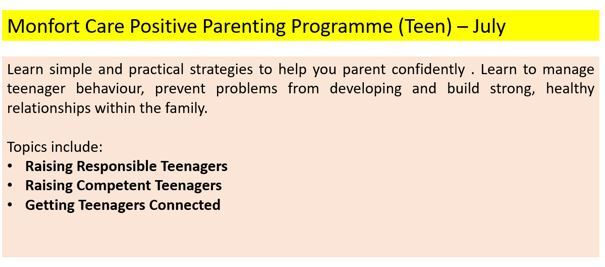 Monfort Care Positive Parenting Programme (Teen) – July
Learn simple and practical strategies to help you parent confidently . Learn to manage
teenager behaviour, prevent problems from developing and build strong, healthy
relationships within the family.
Topics include:
• Raising Responsible Teenagers
• Raising Competent Teenagers
• Getting Teenagers Connected